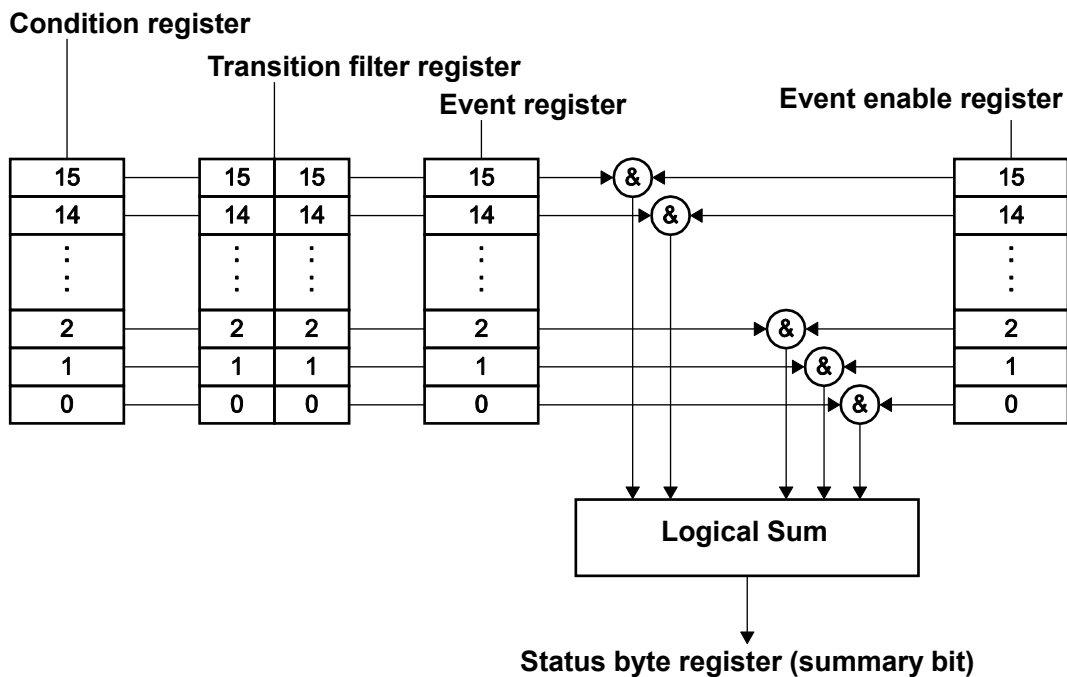 Condition register
Transition filter register
Event register
Event enable register
15 15 15 15 & 15
14 14 14 14 & 14
2 2 2 2 & 2
1 1 1 1 & 1
0 0 0 0 & 0
Logical Sum
Status byte register (summary bit)